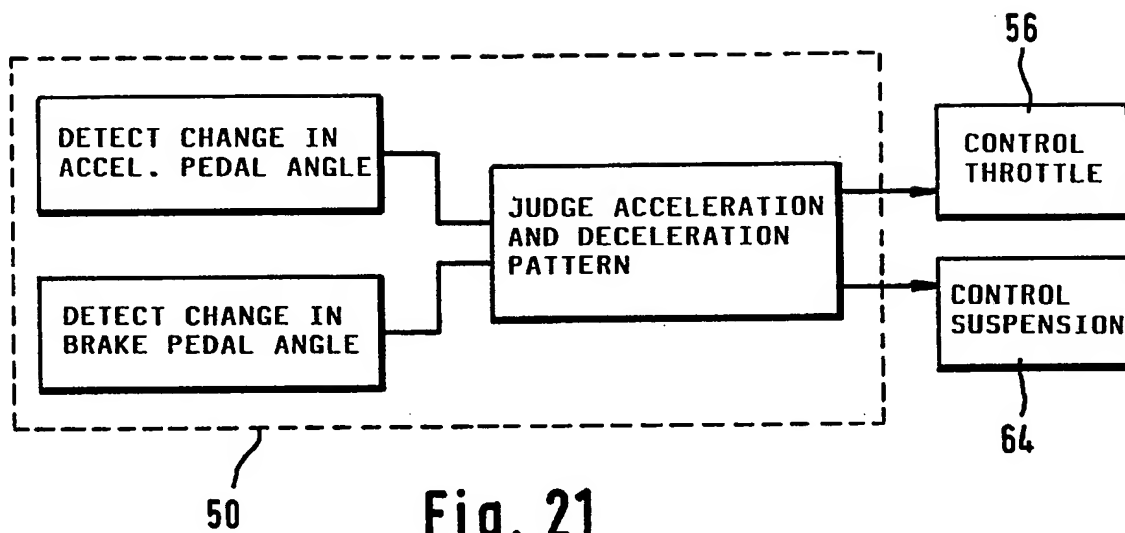 56
DETECT CHANGE IN
ACCEL. PEDAL ANGLE
CONTROL
THROTTLE
JUDGE ACCELERATION
AND DECELERATION
PATTERN
DETECT CHANGE IN
BRAKE PEDAL ANGLE
CONTROL
SUSPENSION
64
50
Fig. 21